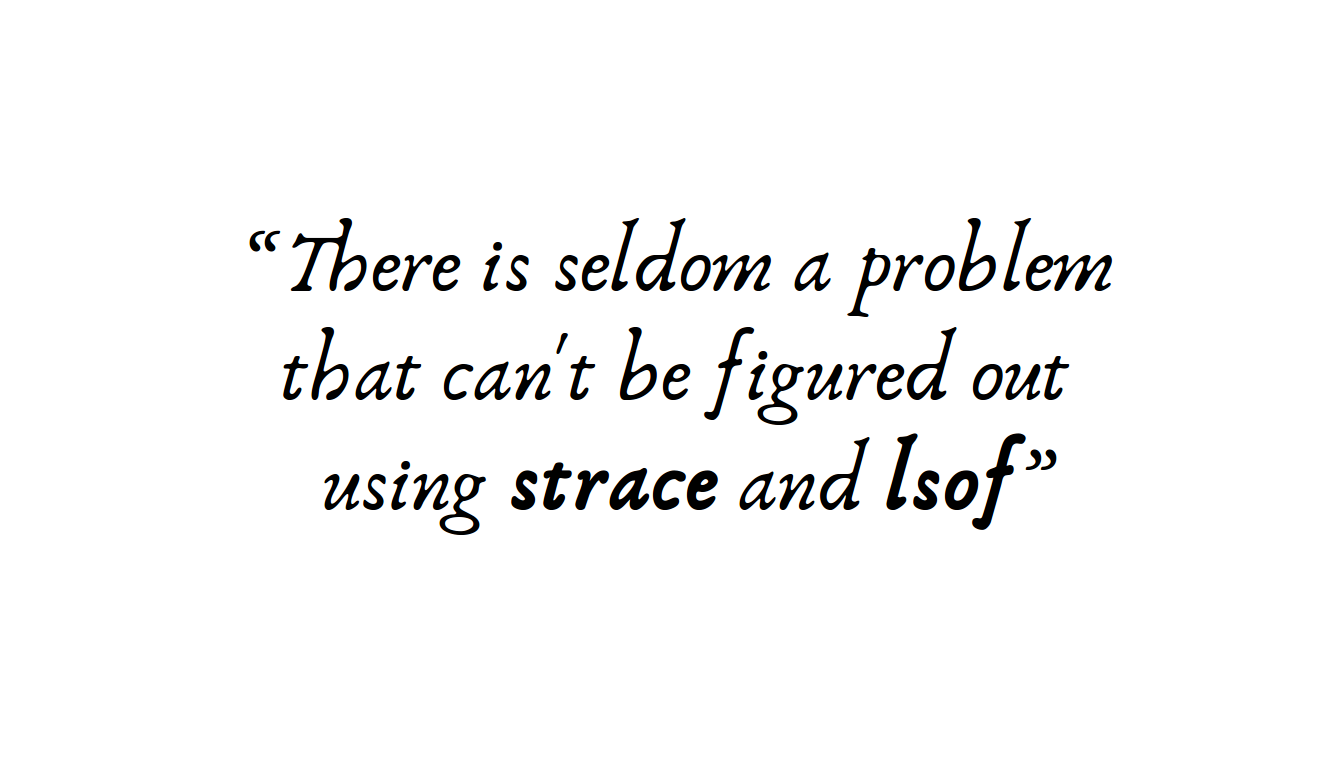 “There is seldom a problem
that can't be figured out
using strace and lsof”